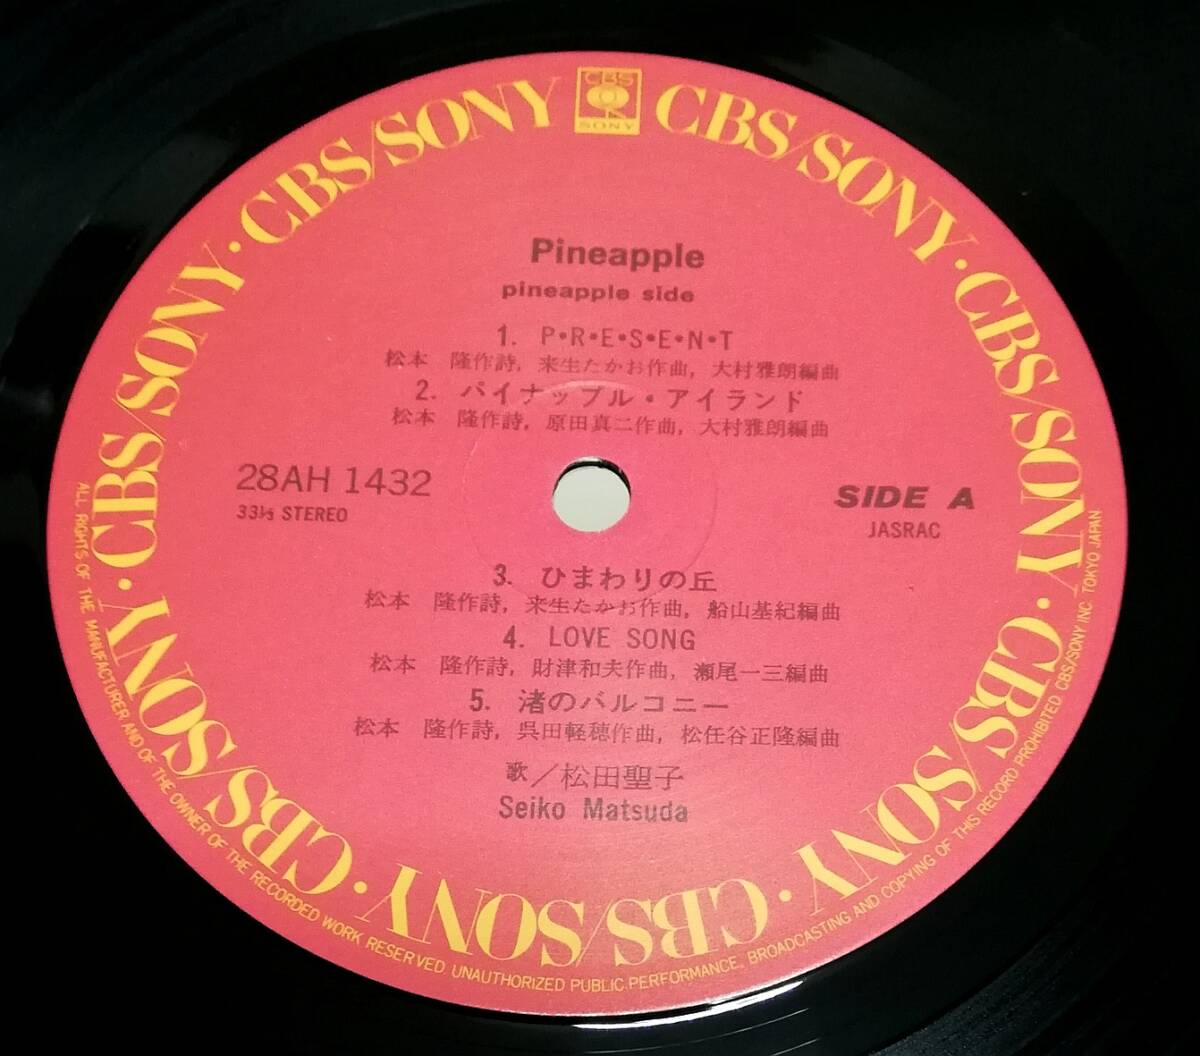 CBS
SONY
CBS/SONY · CBS/SONY · CBS/SONY · CBS/SONY · CBS/SONY · CBS/SONY · CBS/SONY · CBS/SONY
Pineapple
pineapple side
1. P•R•E•S•E•N•T
松本 隆作詩，来生たかお作曲，大村雅朗編曲
2. パイナップル・アイランド
松本 隆作詩，原田真二作曲，大村雅朗編曲
28AH 1432
33⅓ STEREO
SIDE A
JASRAC
3. ひまわりの丘
松本 隆作詩，来生たかお作曲，船山基紀編曲
4. LOVE SONG
松本 隆作詩，財津和夫作曲，瀬尾一三編曲
5. 渚のバルコニー
松本 隆作詩，呉田軽穂作曲，松任谷正隆編曲
歌／松田聖子
Seiko Matsuda
ALL RIGHTS OF THE MANUFACTURER AND OF THE OWNER OF THE RECORDED WORK RESERVED. UNAUTHORIZED PUBLIC PERFORMANCE, BROADCASTING AND COPYING OF THIS RECORD PROHIBITED CBS/SONY INC TOKYO JAPAN